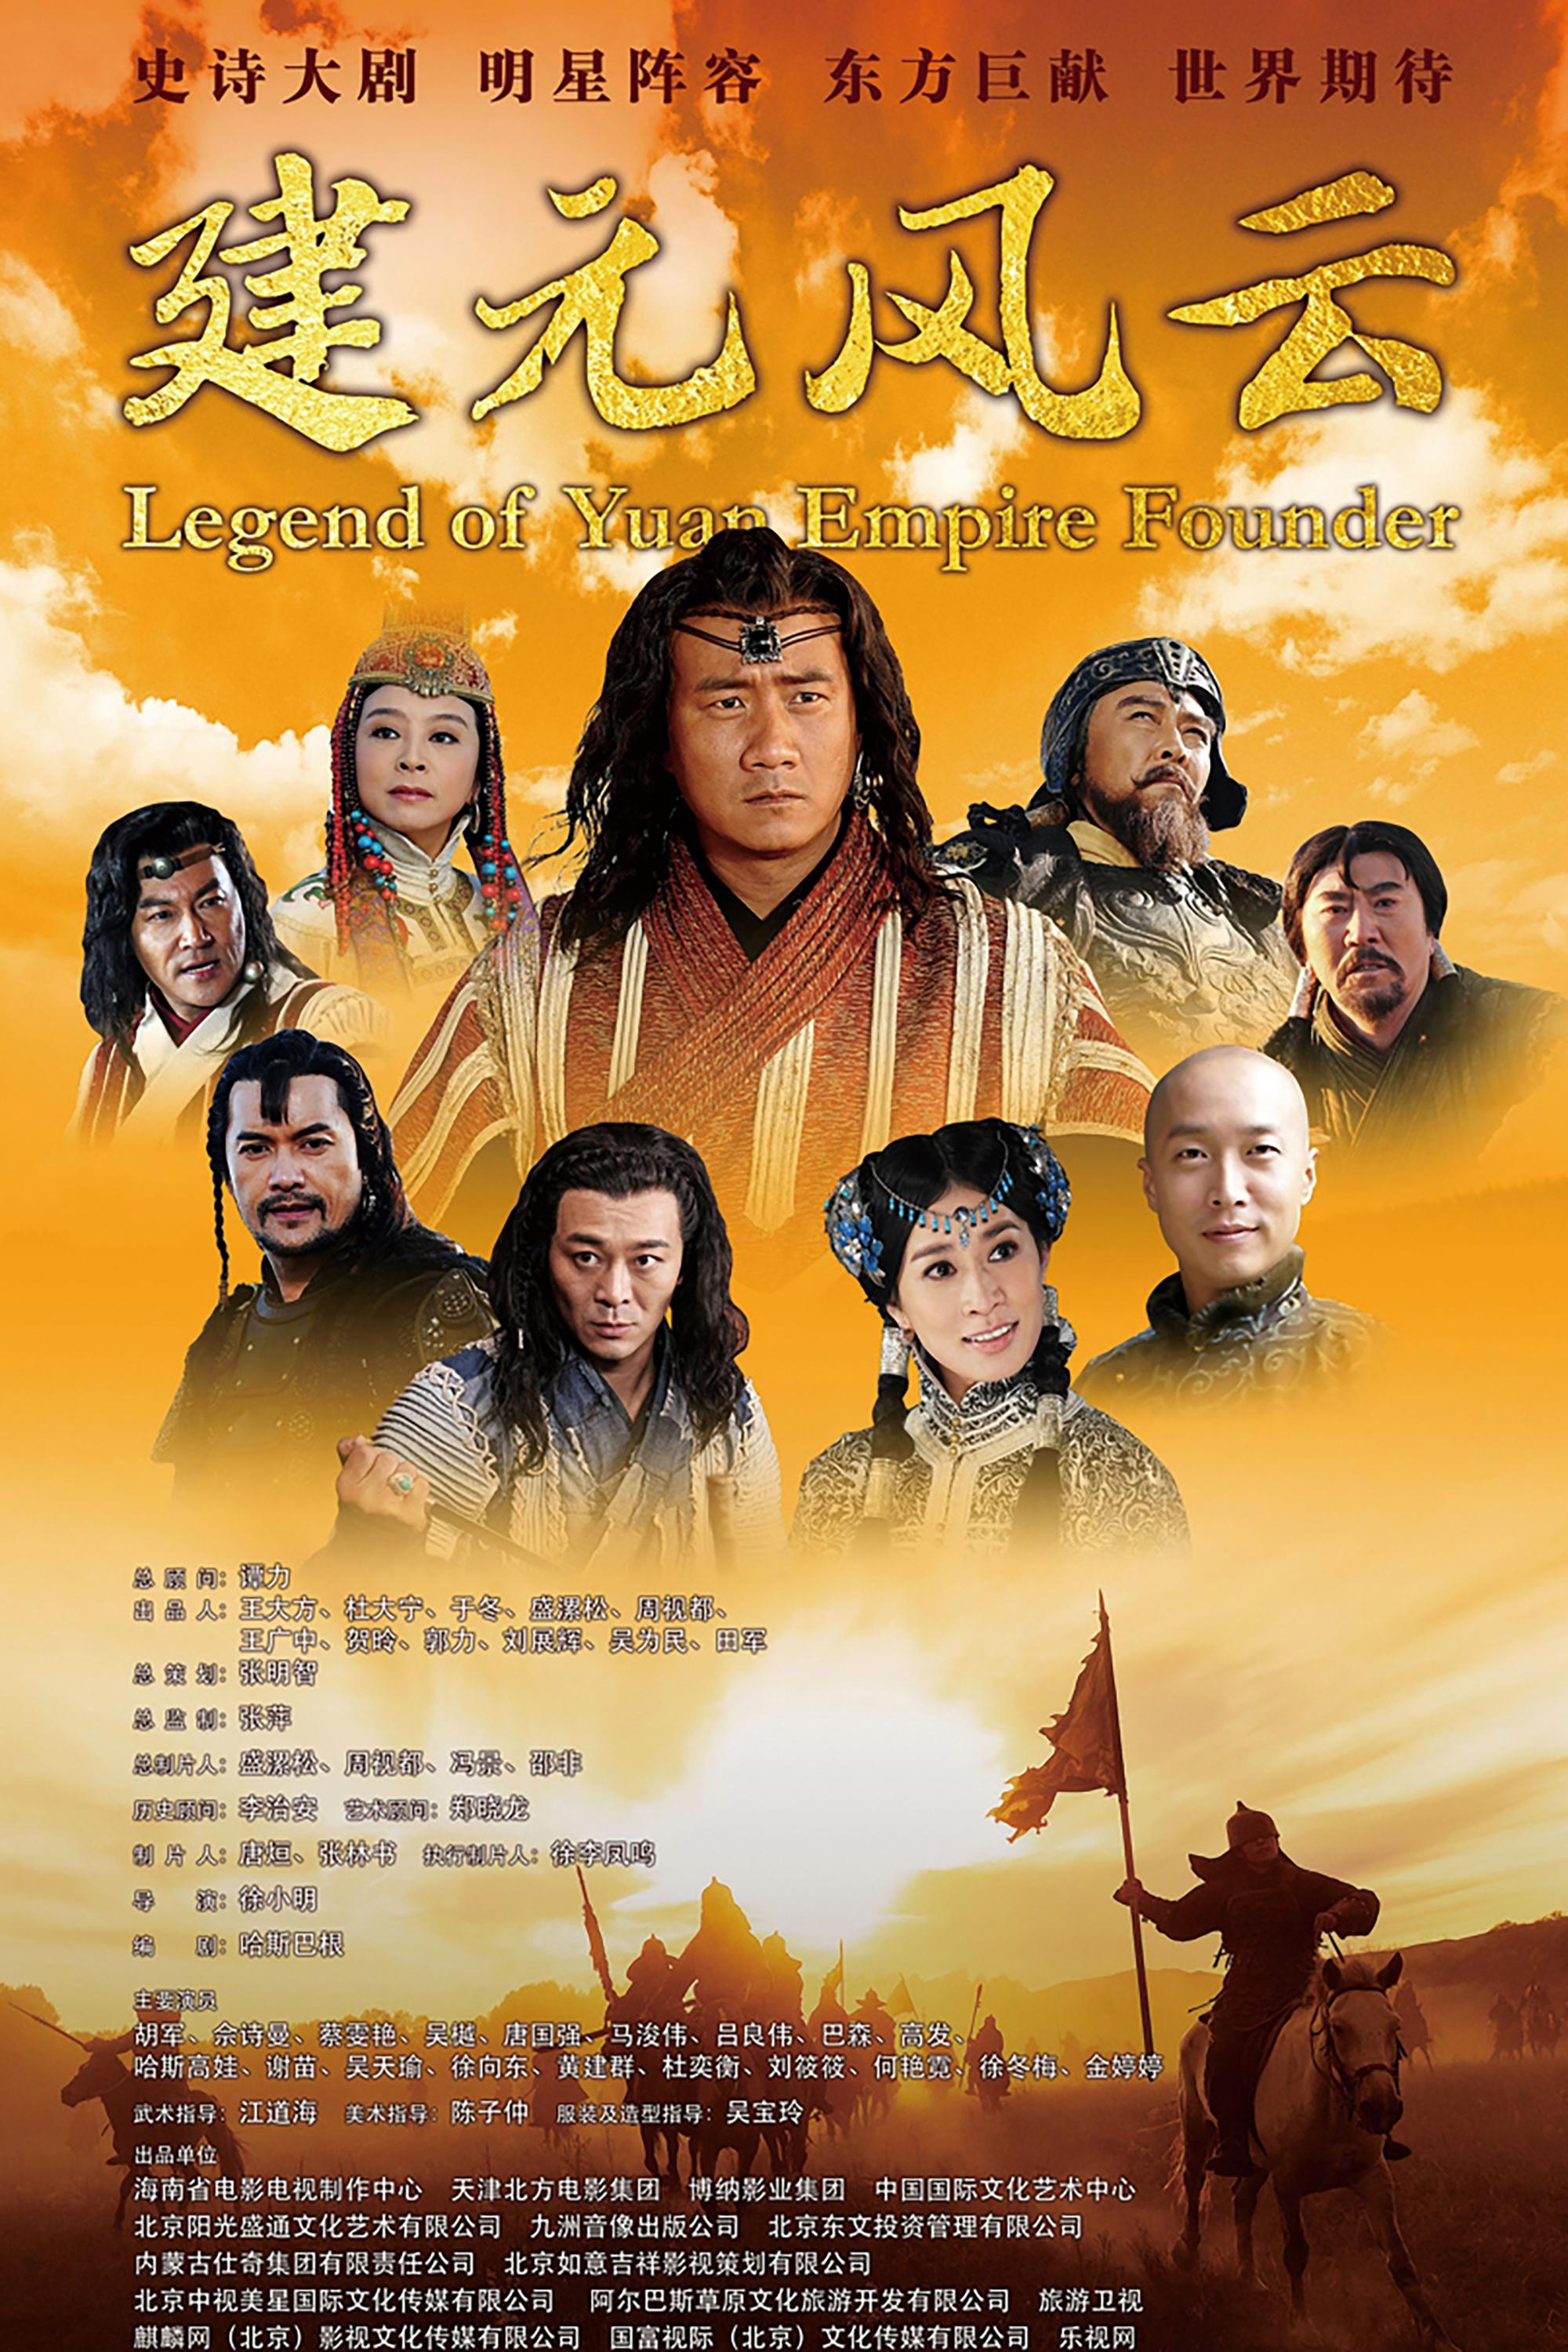 史诗大剧 明星阵容 东方巨献 世界期待
建元风云
Legend of Yuan Empire Founder
总顾问：谭力
出品人：王大方、杜大宁、于冬、盛漯松、周视都、
王广中、贺晗、郭力、刘展辉、吴为民、田军
总策划：张明智
总监制：张萍
总制片人：盛漯松、周视都、冯景、邵非
历史顾问：李治安 艺术顾问：郑晓龙
制片人：唐烜、张林书 执行制片人：徐李凤鸣
导演：徐小明
编剧：哈斯巴根
主要演员
胡军、佘诗曼、蔡雯艳、吴樾、唐国强、马浚伟、吕良伟、巴森、高发、
哈斯高娃、谢苗、吴天瑜、徐向东、黄建群、杜奕衡、刘筱筱、何艳霓、徐冬梅、金婷婷
武术指导：江道海 美术指导：陈子仲 服装及造型指导：吴宝玲
出品单位
海南省电影电视制作中心 天津北方电影集团 博纳影业集团 中国国际文化艺术中心
北京阳光盛通文化艺术有限公司 九洲音像出版公司 北京东文投资管理有限公司
内蒙古仕奇集团有限责任公司 北京如意吉祥影视策划有限公司
北京中视美星国际文化传媒有限公司 阿尔巴斯草原文化旅游开发有限公司 旅游卫视
麒麟网（北京）影视文化传媒有限公司 国富视际（北京）文化传媒有限公司 乐视网